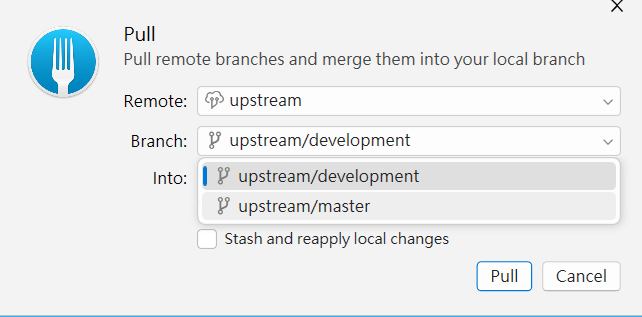 Pull
Pull remote branches and merge them into your local branch
Remote: upstream
Branch: upstream/development
Into:
upstream/development
upstream/master
Stash and reapply local changes
Pull Cancel